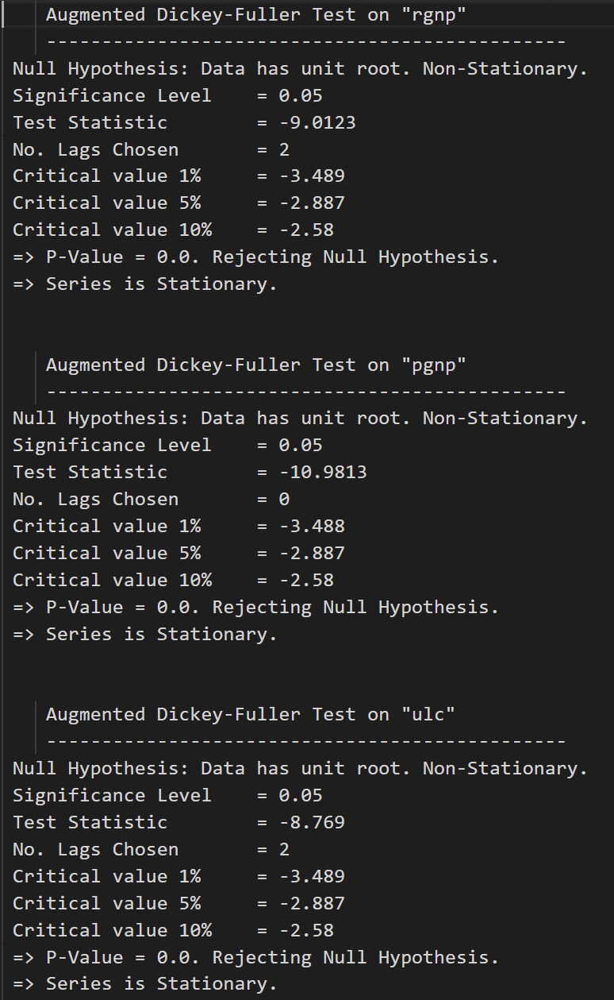 Augmented Dickey-Fuller Test on "rgnp"
-----------------------------------------------
Null Hypothesis: Data has unit root. Non-Stationary.
Significance Level    = 0.05
Test Statistic        = -9.0123
No. Lags Chosen       = 2
Critical value 1%     = -3.489
Critical value 5%     = -2.887
Critical value 10%    = -2.58
=> P-Value = 0.0. Rejecting Null Hypothesis.
=> Series is Stationary.
Augmented Dickey-Fuller Test on "pgnp"
-----------------------------------------------
Null Hypothesis: Data has unit root. Non-Stationary.
Significance Level    = 0.05
Test Statistic        = -10.9813
No. Lags Chosen       = 0
Critical value 1%     = -3.488
Critical value 5%     = -2.887
Critical value 10%    = -2.58
=> P-Value = 0.0. Rejecting Null Hypothesis.
=> Series is Stationary.
Augmented Dickey-Fuller Test on "ulc"
-----------------------------------------------
Null Hypothesis: Data has unit root. Non-Stationary.
Significance Level    = 0.05
Test Statistic        = -8.769
No. Lags Chosen       = 2
Critical value 1%     = -3.489
Critical value 5%     = -2.887
Critical value 10%    = -2.58
=> P-Value = 0.0. Rejecting Null Hypothesis.
=> Series is Stationary.